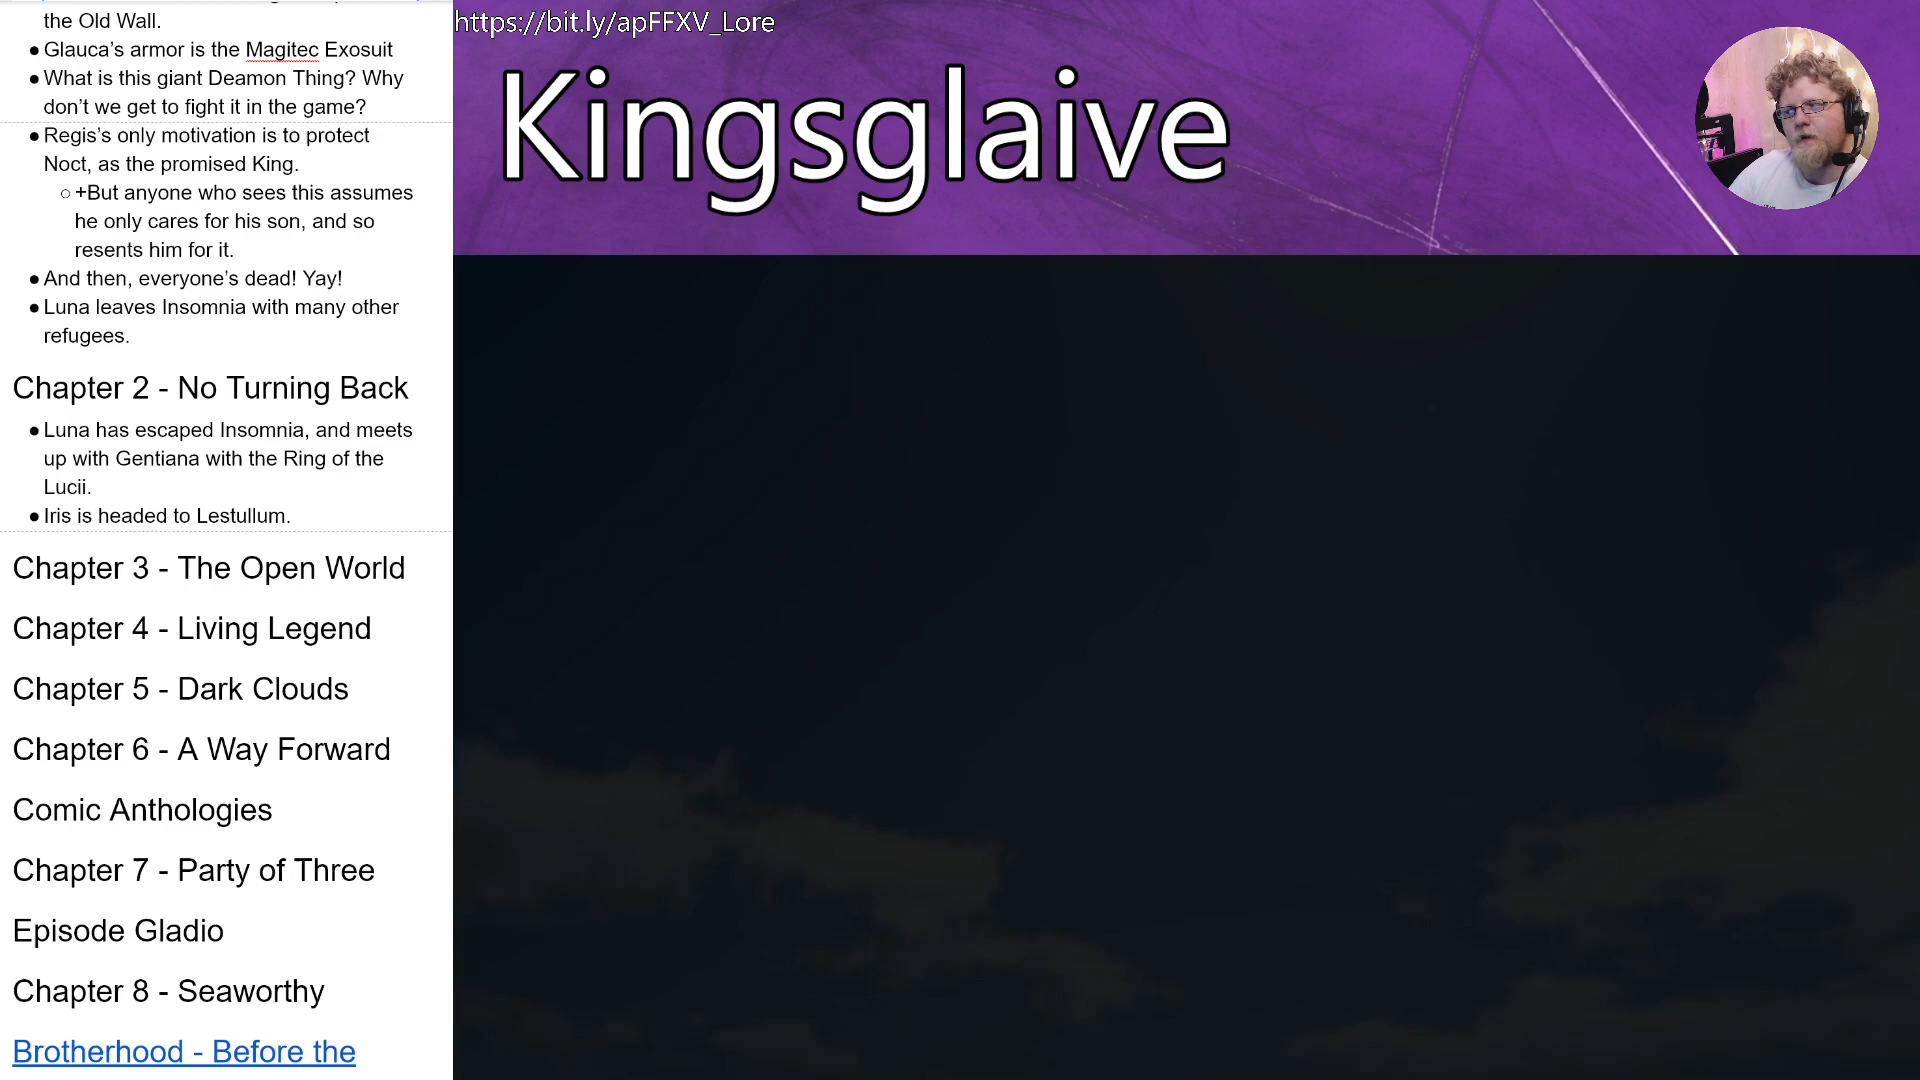 the Old Wall.
● Glauca’s armor is the Magitec Exosuit
● What is this giant Deamon Thing? Why
don’t we get to fight it in the game?
● Regis’s only motivation is to protect
Noct, as the promised King.
○ +But anyone who sees this assumes
he only cares for his son, and so
resents him for it.
● And then, everyone’s dead! Yay!
● Luna leaves Insomnia with many other
refugees.
Chapter 2 - No Turning Back
● Luna has escaped Insomnia, and meets
up with Gentiana with the Ring of the
Lucii.
● Iris is headed to Lestullum.
Chapter 3 - The Open World
Chapter 4 - Living Legend
Chapter 5 - Dark Clouds
Chapter 6 - A Way Forward
Comic Anthologies
Chapter 7 - Party of Three
Episode Gladio
Chapter 8 - Seaworthy
Brotherhood - Before the
https://bit.ly/apFFXV_Lore
Kingsglaive